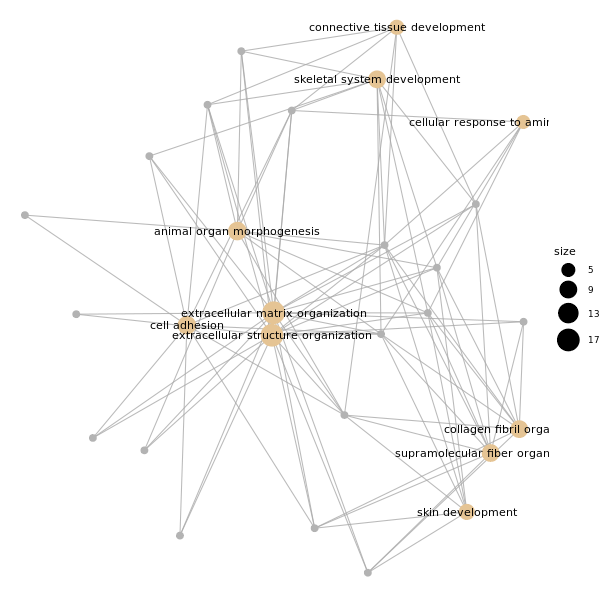 connective tissue development
skeletal system development
cellular response to amin
animal organ morphogenesis
size
5
9
extracellular matrix organization
13
cell adhesion
extracellular structure organization
17
collagen fibril orga
supramolecular fiber organ
skin development